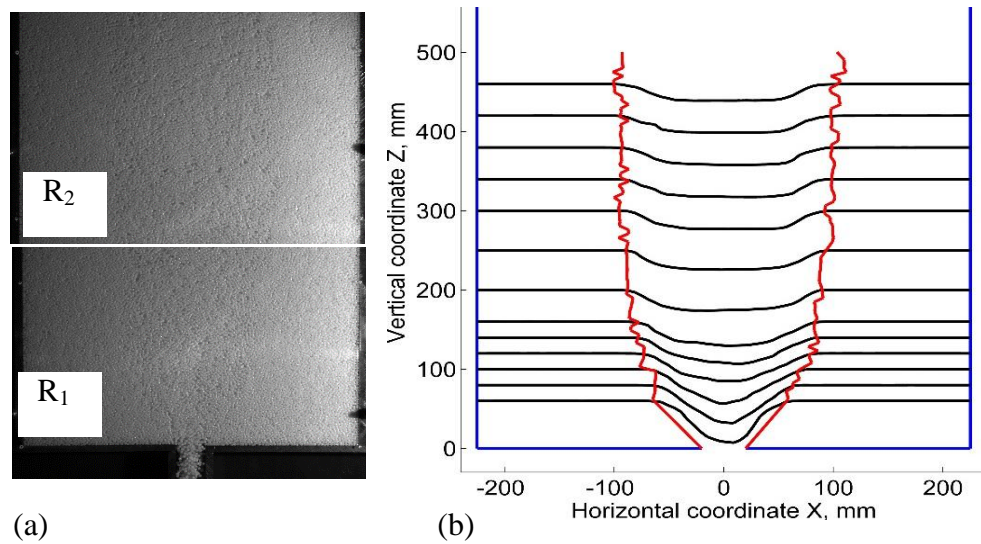 R₂
R₁
(a)
500
400
300
200
100
0
Vertical coordinate Z, mm
-200
-100
0
100
200
Horizontal coordinate X, mm
(b)